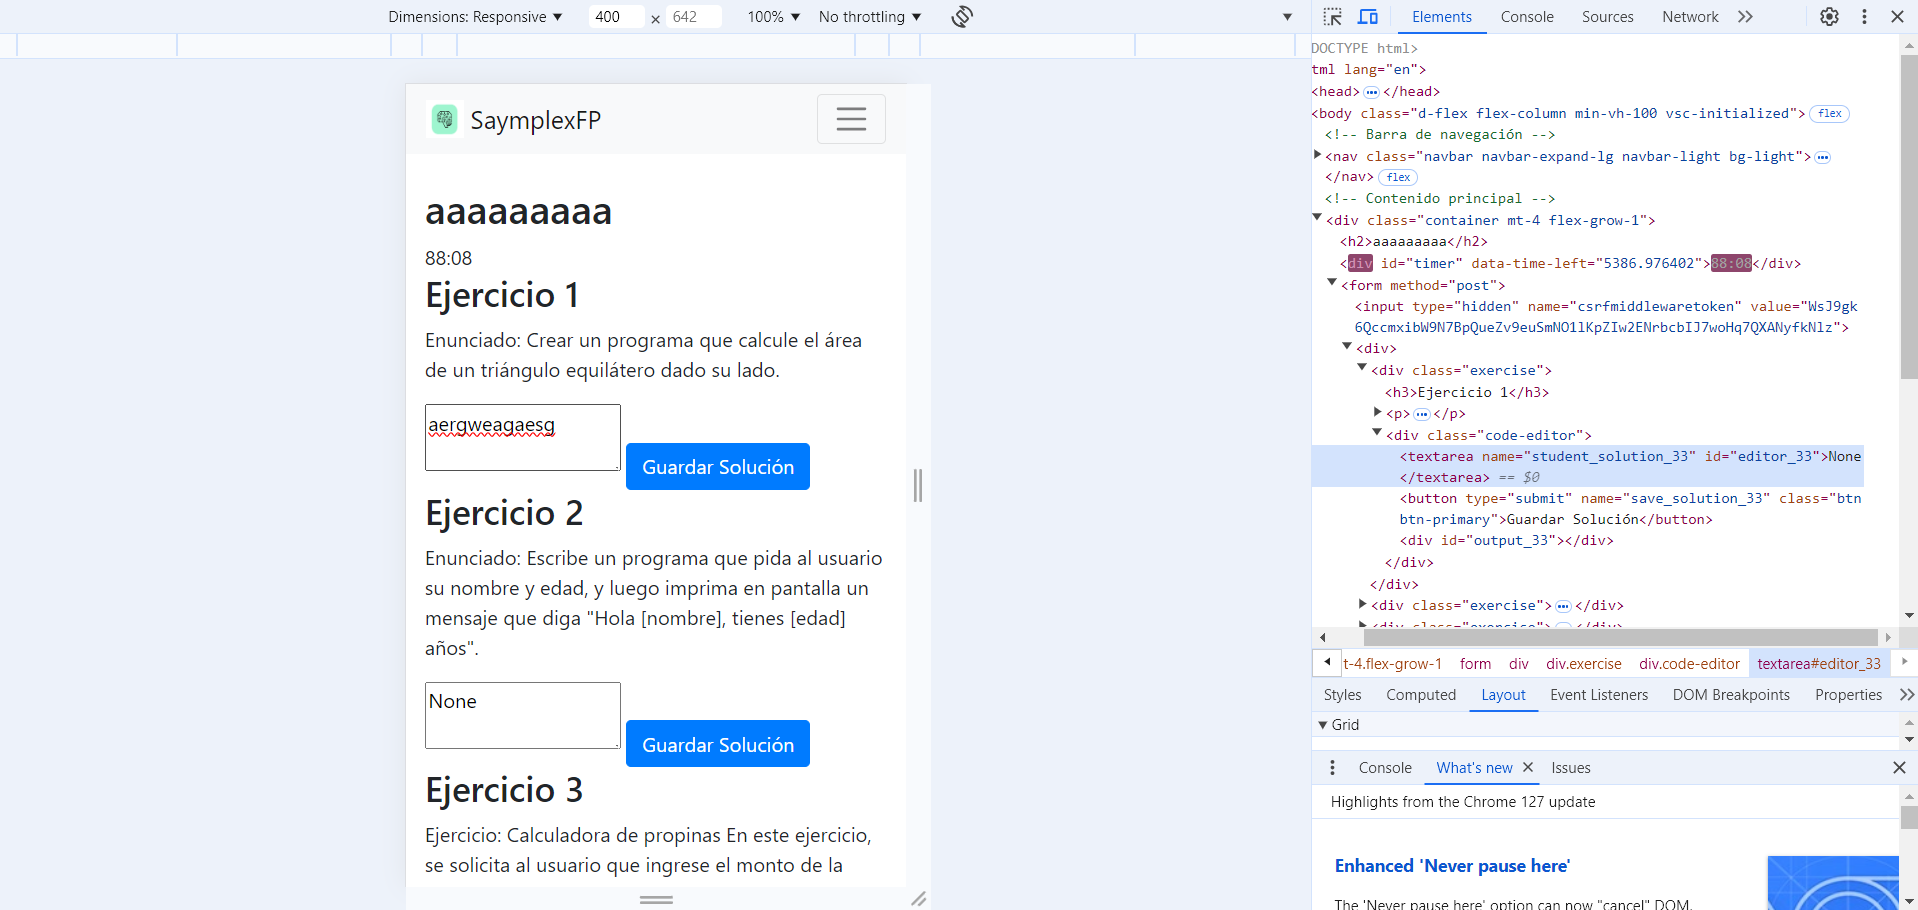 Dimensions: Responsive ▼ 400 × 642 100% ▼ No throttling ▼
Elements Console Sources Network
SaymplexFP
aaaaaaaaa
88:08
Ejercicio 1
Enunciado: Crear un programa que calcule el área
de un triángulo equilátero dado su lado.
aergweagaesg
Guardar Solución
Ejercicio 2
Enunciado: Escribe un programa que pida al usuario
su nombre y edad, y luego imprima en pantalla un
mensaje que diga "Hola [nombre], tienes [edad]
años".
None
Guardar Solución
Ejercicio 3
Ejercicio: Calculadora de propinas En este ejercicio,
se solicita al usuario que ingrese el monto de la
DOCTYPE html>
tml lang="en">
<head>…</head>
<body class="d-flex flex-column min-vh-100 vsc-initialized"> flex
<!-- Barra de navegación -->
<nav class="navbar navbar-expand-lg navbar-light bg-light">…
</nav> flex
<!-- Contenido principal -->
<div class="container mt-4 flex-grow-1">
<h2>aaaaaaaaa</h2>
<div id="timer" data-time-left="5386.976402">88:08</div>
<form method="post">
<input type="hidden" name="csrfmiddlewaretoken" value="WsJ9gk
6QccmxibW9N7BpQueZv9euSmNO1lKpZIw2ENrbcbIJ7woHq7QXANyfkNlz">
<div>
<div class="exercise">
<h3>Ejercicio 1</h3>
<p>…</p>
<div class="code-editor">
<textarea name="student_solution_33" id="editor_33">None
</textarea> == $0
<button type="submit" name="save_solution_33" class="btn
btn-primary">Guardar Solución</button>
<div id="output_33"></div>
</div>
</div>
<div class="exercise">…</div>
<div class="exercise">…</div>
t-4.flex-grow-1 form div div.exercise div.code-editor textarea#editor_33
Styles Computed Layout Event Listeners DOM Breakpoints Properties
Grid
Console What's new Issues
Highlights from the Chrome 127 update
Enhanced 'Never pause here'
The 'Never pause here' option can now "cancel" DOM,